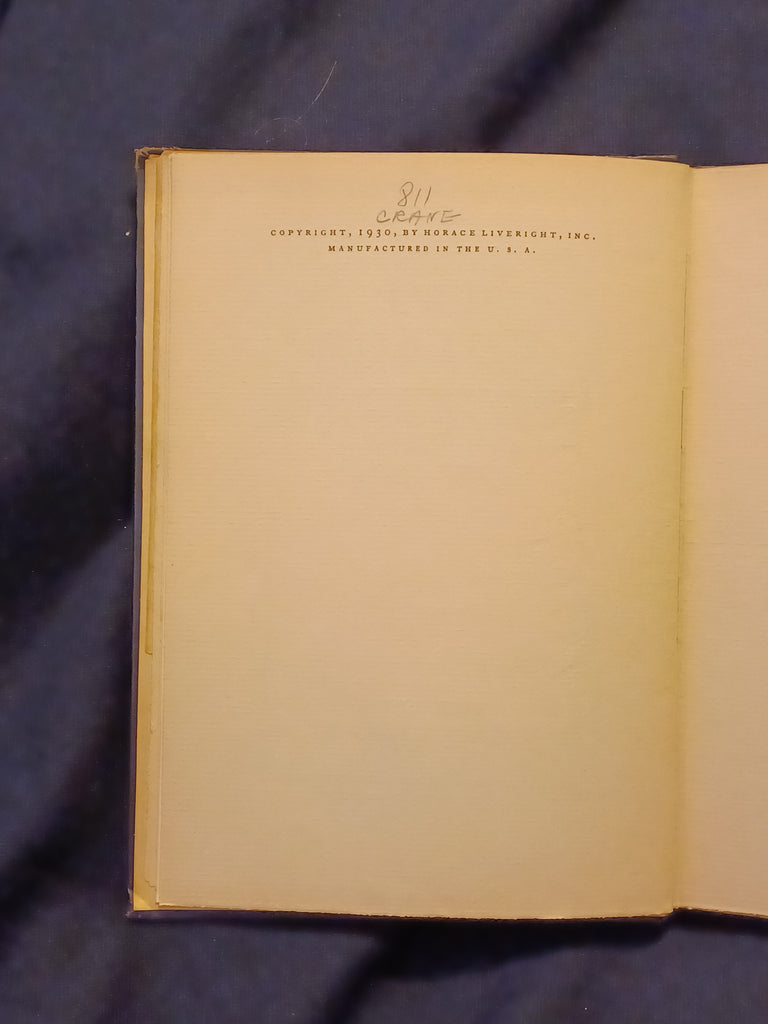 811
CRANE
COPYRIGHT, 1930, BY HORACE LIVERIGHT, INC.
MANUFACTURED IN THE U. S. A.